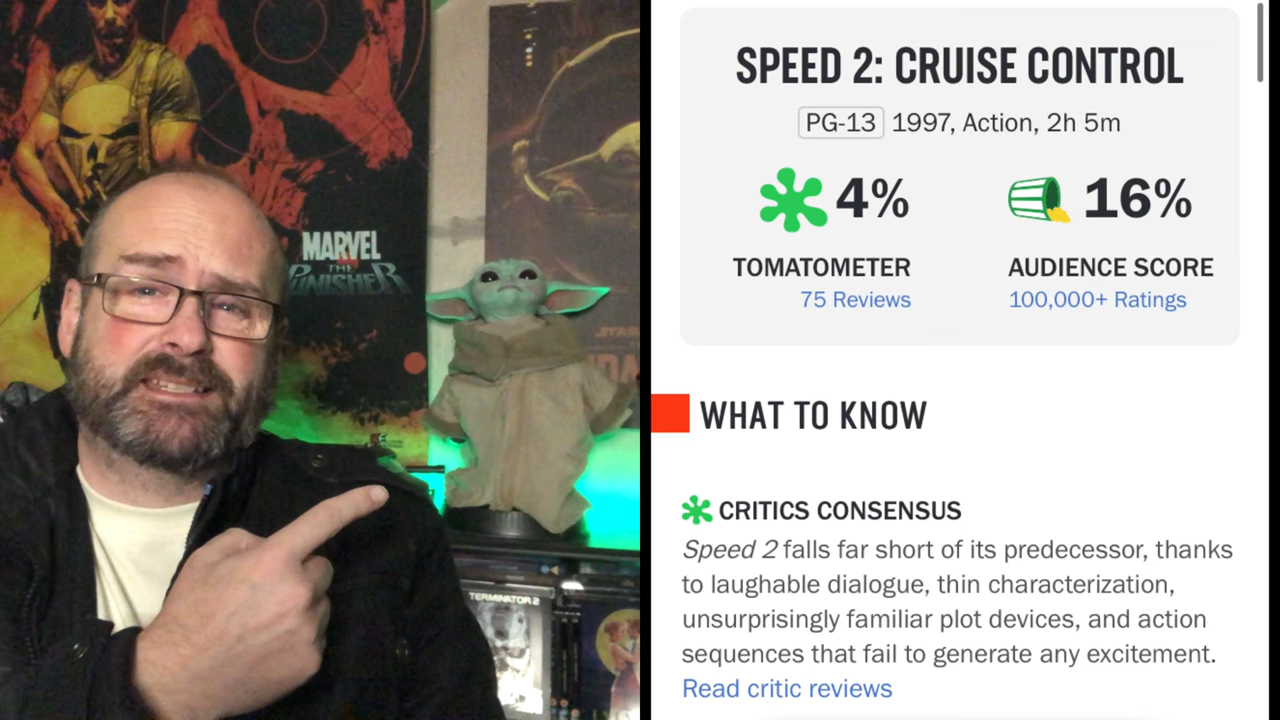 MARVEL
THE
PUNISHER
TERMINATOR 2
SPEED 2: CRUISE CONTROL
PG-13 1997, Action, 2h 5m
4% 16%
TOMATOMETER AUDIENCE SCORE
75 Reviews 100,000+ Ratings
WHAT TO KNOW
CRITICS CONSENSUS
Speed 2 falls far short of its predecessor, thanks
to laughable dialogue, thin characterization,
unsurprisingly familiar plot devices, and action
sequences that fail to generate any excitement.
Read critic reviews